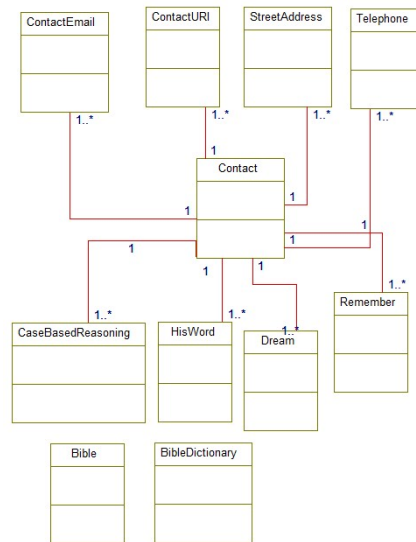 ContactEmail
ContactURI
StreetAddress
Telephone
1..*
1..*
1..*
1..*
1
Contact
1
1
1
1
1
1
1
1..*
1..*
1..*
1..*
CaseBasedReasoning
HisWord
Dream
Remember
Bible
BibleDictionary